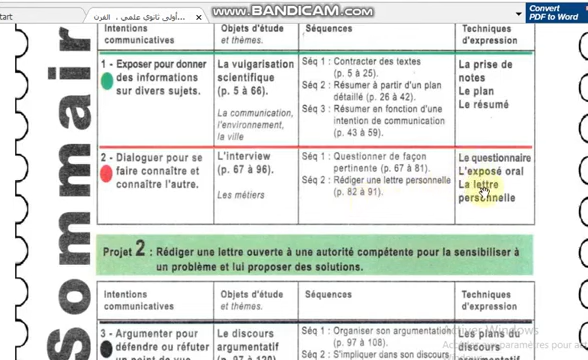 www.BANDICAM.com
Convert
PDF to Word
tart
أولى ثانوي علمي . الفرن...
Sommaire
Intentions
communicatives
Objets d'étude
et thèmes.
Séquences
Techniques
d'expression
1 - Exposer pour donner
des informations
sur divers sujets.
La vulgarisation
scientifique
(p. 5 à 66).
La communication,
l'environnement,
la ville
Séq 1 : Contracter des textes
(p. 5 à 25).
Séq 2 : Résumer à partir d'un plan
détaillé (p. 26 à 42).
Séq 3 : Résumer en fonction d'une
intention de communication
(p. 43 à 59).
La prise de
notes
Le plan
Le résumé
2 - Dialoguer pour se
faire connaître et
connaître l'autre.
L'interview
(p. 67 à 96).
Les métiers
Séq 1 : Questionner de façon
pertinente (p. 67 à 81).
Séq 2 : Rédiger une lettre personnelle
(p. 82 à 91).
Le questionnaire
L'exposé oral
La lettre
personnelle
Projet 2 : Rédiger une lettre ouverte à une autorité compétente pour la sensibiliser à
un problème et lui proposer des solutions.
Intentions
communicatives
Objets d'étude
et thèmes.
Séquences
Techniques
d'expression
3 - Argumenter pour
défendre ou réfuter
un point de vue
Le discours
argumentatif
(p. 97 à 120)
Séq 1 : Organiser son argumentation
(p. 97 à 108).
Séq 2 : S'impliquer dans son discours
Les plans du
discours